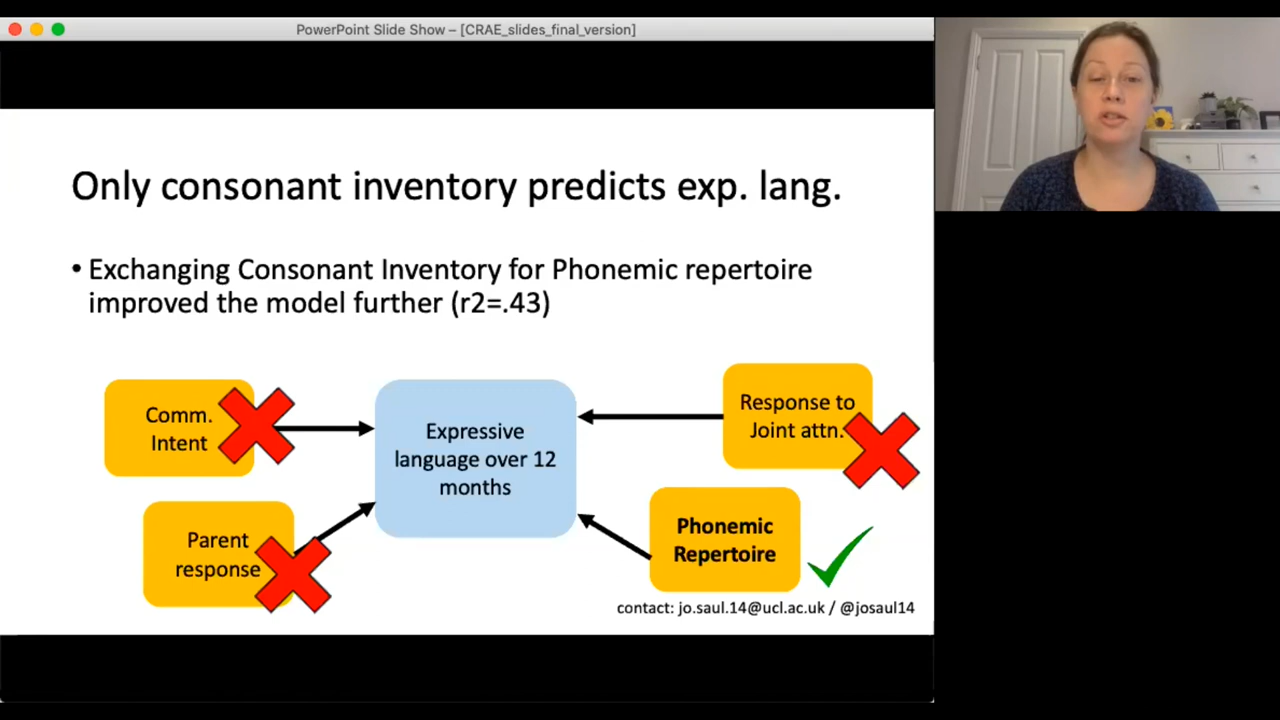 PowerPoint Slide Show – [CRAE_slides_final_version]
Only consonant inventory predicts exp. lang.
• Exchanging Consonant Inventory for Phonemic repertoire
improved the model further (r2=.43)
Comm.
Intent
Parent
response
Expressive
language over 12
months
Response to
Joint attn.
Phonemic
Repertoire
contact: jo.saul.14@ucl.ac.uk / @josaul14